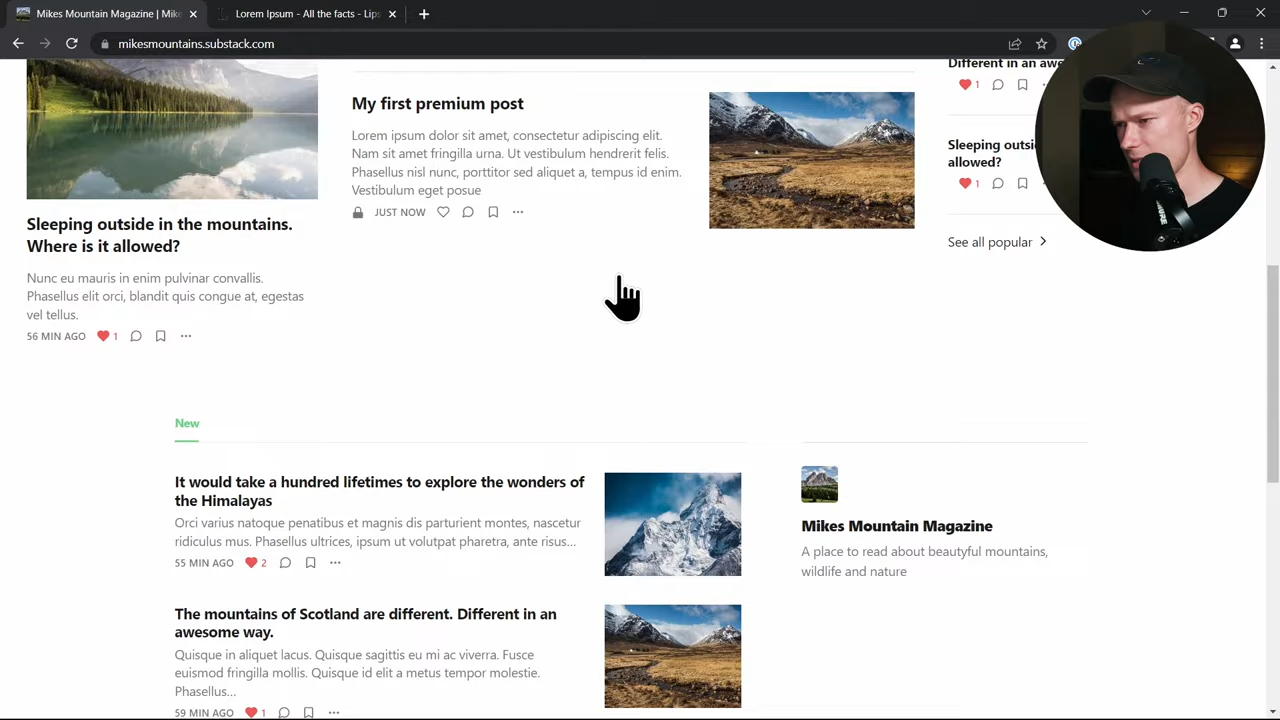 Mikes Mountain Magazine | Mike
Lorem Ipsum - All the facts - Lips
mikesmountains.substack.com
Sleeping outside in the mountains.
Where is it allowed?
Nunc eu mauris in enim pulvinar convallis.
Phasellus elit orci, blandit quis congue at, egestas
vel tellus.
56 MIN AGO
1
My first premium post
Lorem ipsum dolor sit amet, consectetur adipiscing elit.
Nam sit amet fringilla urna. Ut vestibulum hendrerit felis.
Phasellus nisl nunc, porttitor sed aliquet a, tempus id enim.
Vestibulum eget posue
JUST NOW
Different in an awe
1
Sleeping outsi
allowed?
1
See all popular
New
It would take a hundred lifetimes to explore the wonders of
the Himalayas
Orci varius natoque penatibus et magnis dis parturient montes, nascetur
ridiculus mus. Phasellus ultrices, ipsum ut volutpat pharetra, ante risus...
55 MIN AGO
2
The mountains of Scotland are different. Different in an
awesome way.
Quisque in aliquet lacus. Quisque sagittis eu mi ac viverra. Fusce
euismod fringilla mollis. Quisque id elit a metus tempor molestie.
Phasellus...
59 MIN AGO
1
Mikes Mountain Magazine
A place to read about beautyful mountains,
wildlife and nature